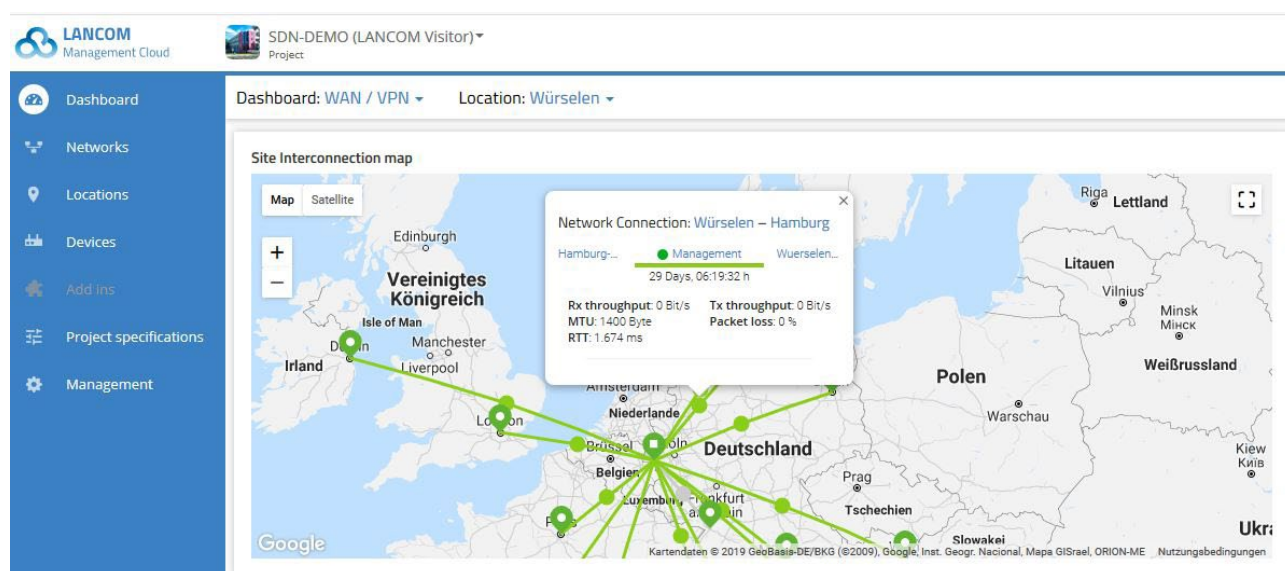 LANCOM
Management Cloud
SDN-DEMO (LANCOM Visitor)
Project
Dashboard
Networks
Locations
Devices
Add ins
Project specifications
Management
Dashboard: WAN / VPN
Location: Würselen
Site Interconnection map
Map
Satellite
+
−
Network Connection: Würselen – Hamburg
Hamburg-...
Management
Wuerselen...
29 Days, 06:19:32 h
Rx throughput: 0 Bit/s
Tx throughput: 0 Bit/s
MTU: 1400 Byte
Packet loss: 0 %
RTT: 1.674 ms
Edinburgh
Vereinigtes
Königreich
Isle of Man
Manchester
Liverpool
Irland
Riga
Lettland
Litauen
Vilnius
Minsk
Мінск
Weißrussland
Polen
Warschau
Amsterdam
Niederlande
Brüssel
Belgien
Deutschland
Luxemburg
Prag
Tschechien
Slowakei
Kiew
Київ
Ukra
Google
Kartendaten © 2019 GeoBasis-DE/BKG (©2009), Google, Inst. Geogr. Nacional, Mapa GISrael, ORION-ME
Nutzungsbedingungen